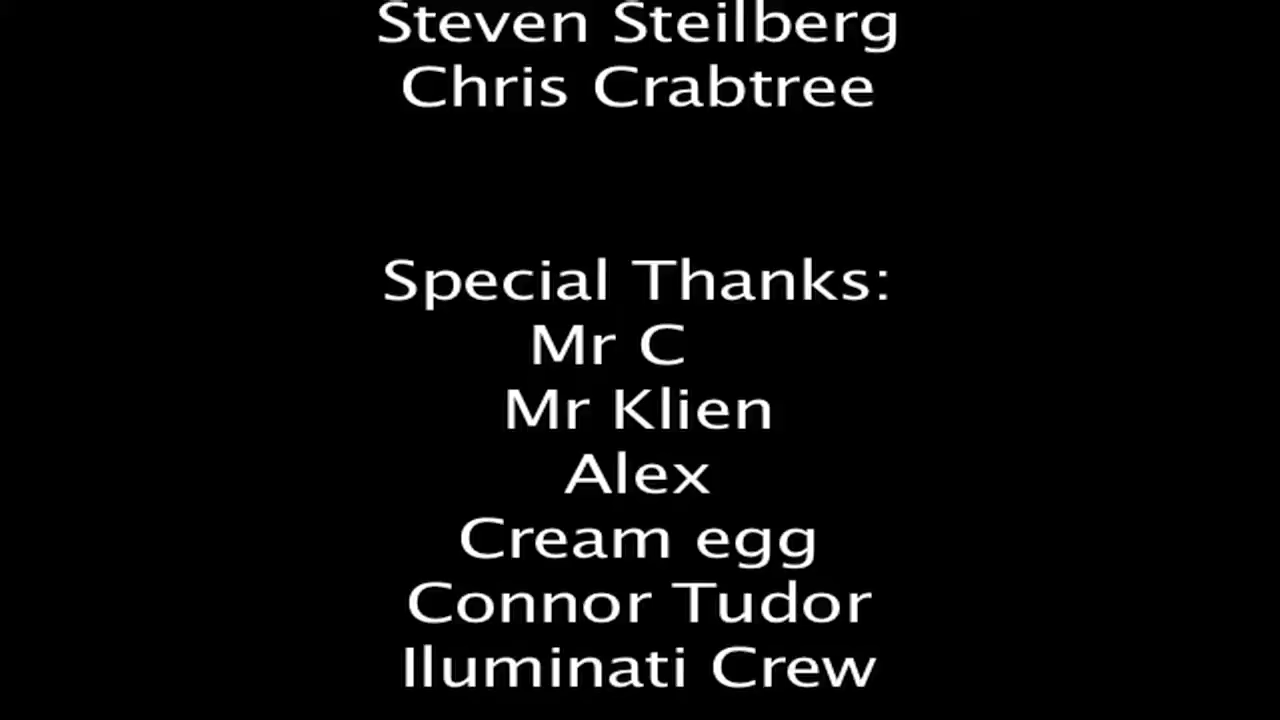 Steven Steilberg
Chris Crabtree
Special Thanks:
Mr C
Mr Klien
Alex
Cream egg
Connor Tudor
Iluminati Crew